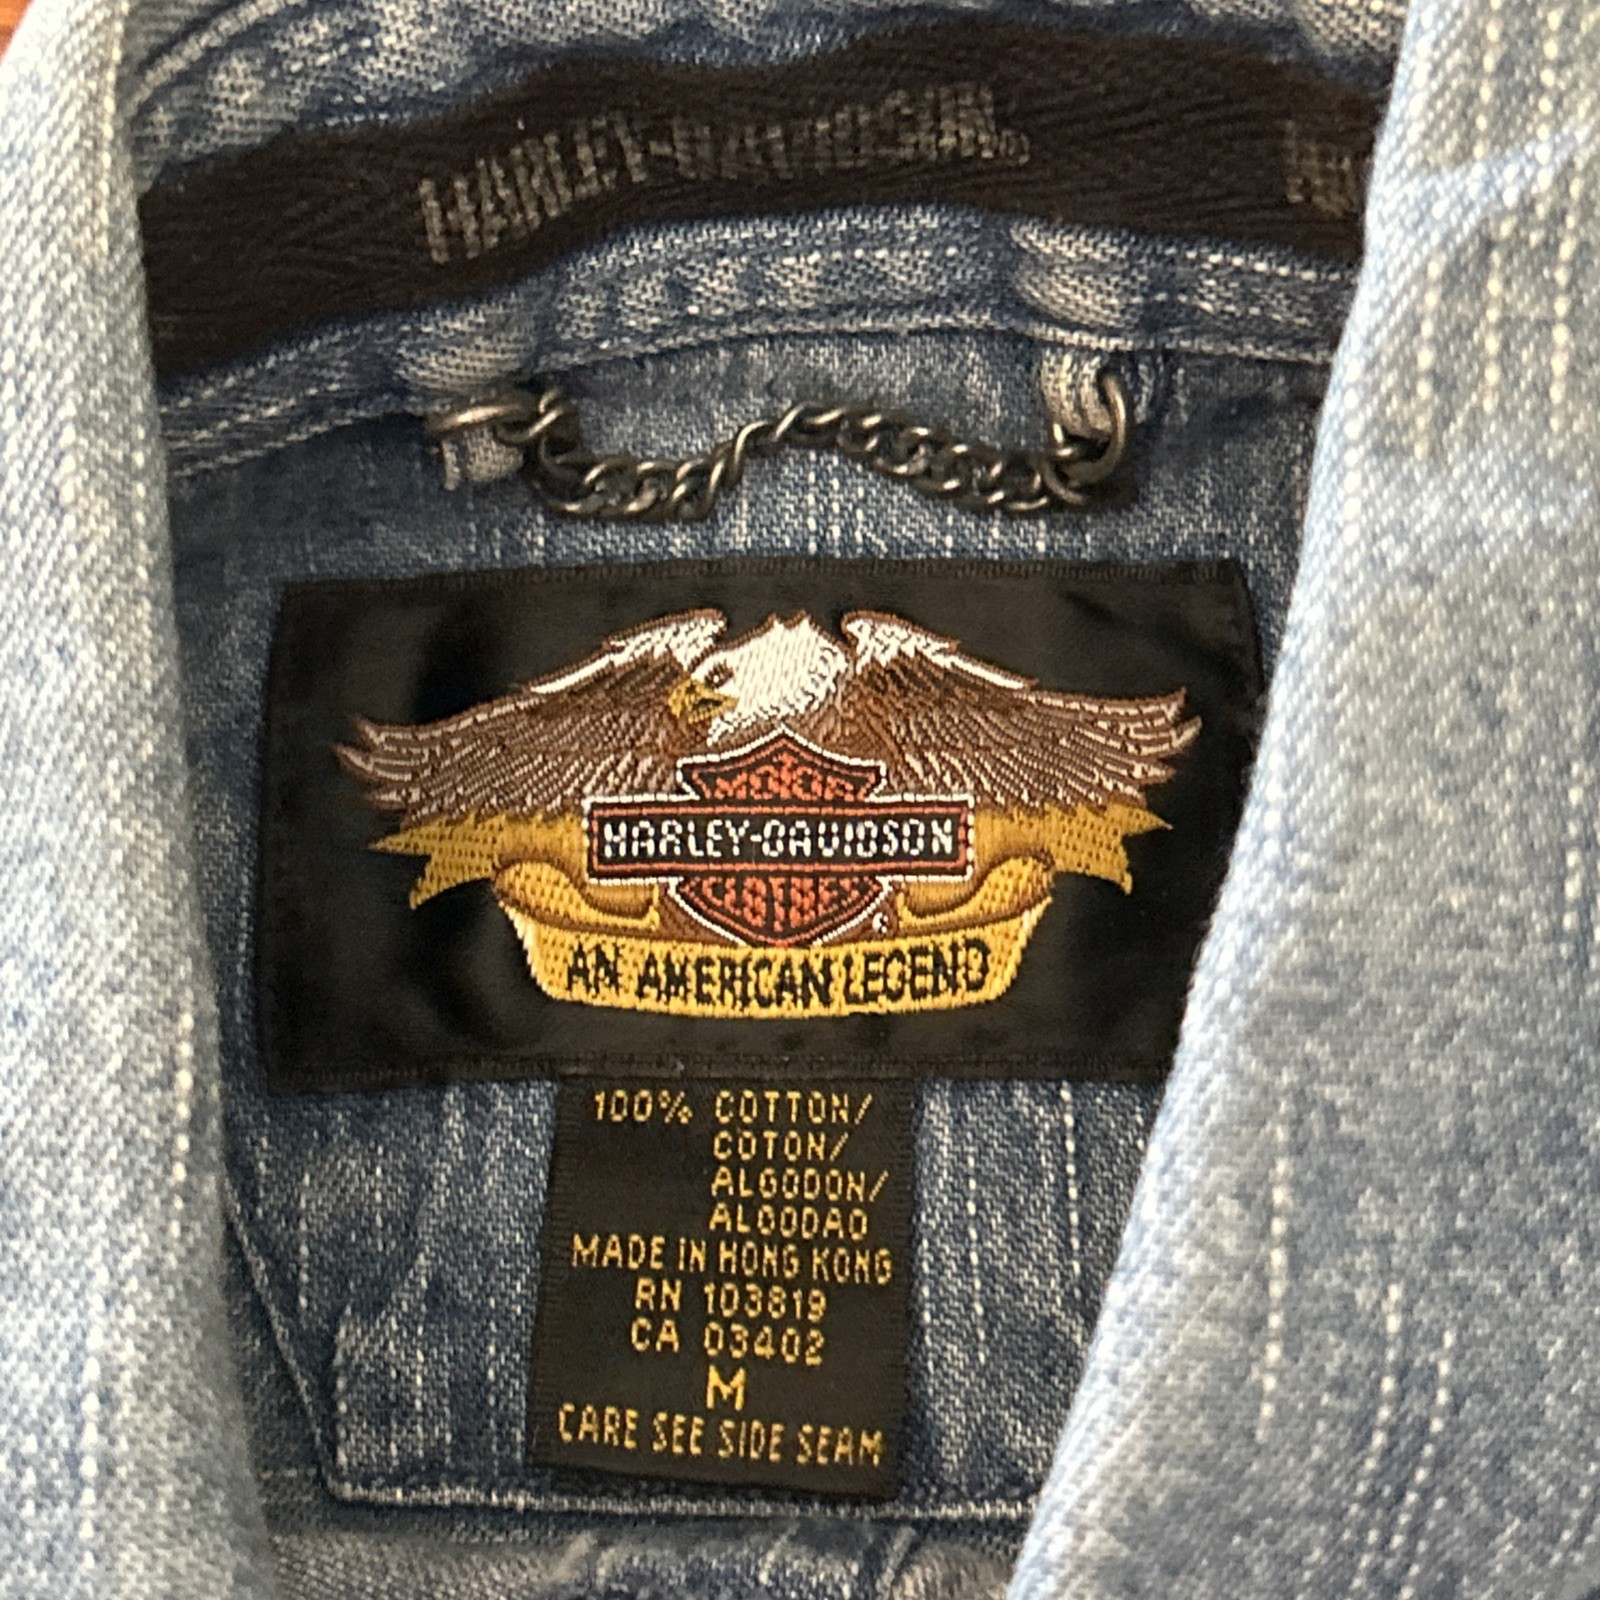 HARLEY-DAVIDSON
MOTOR
HARLEY-DAVIDSON
CLOTHES
AN AMERICAN LEGEND
100% COTTON/
COTON/
ALGODON/
ALGODAO
MADE IN HONG KONG
RN 103819
CA 03402
M
CARE SEE SIDE SEAM